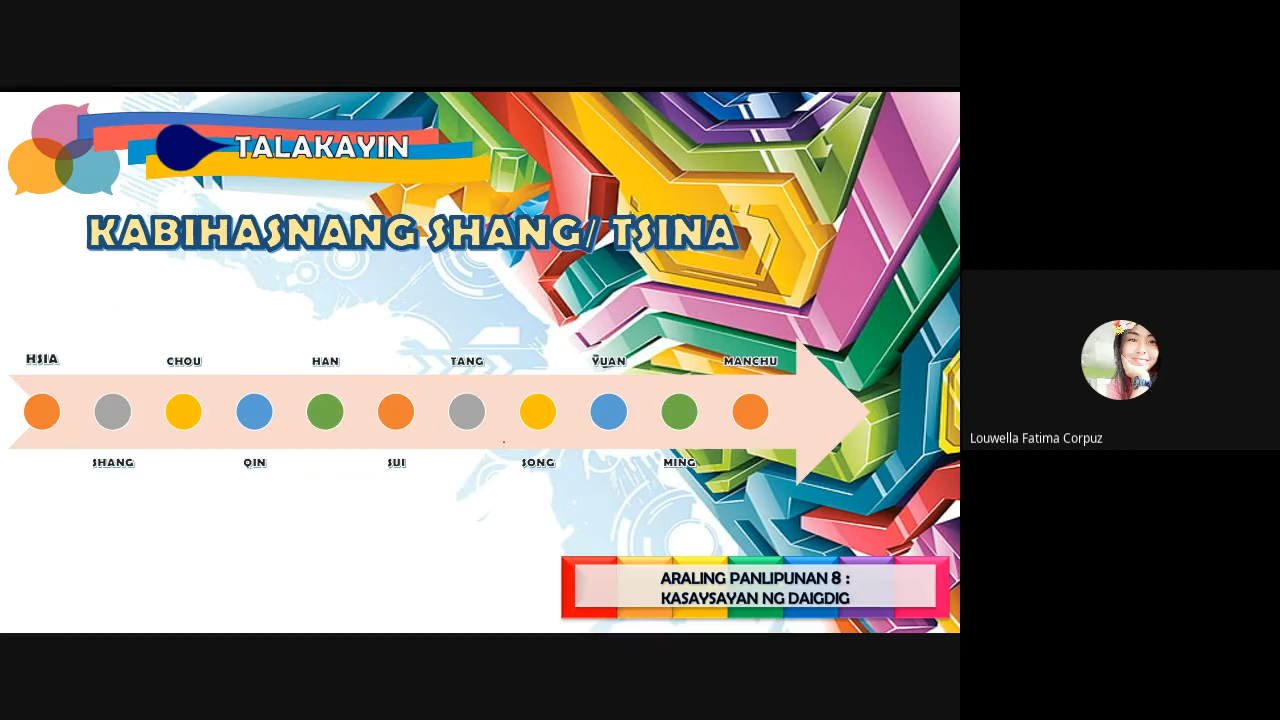 TALAKAYIN
KABIHASNANG SHANG/ TSINA
HSIA
CHOU
HAN
TANG
YUAN
MANCHU
SHANG
QIN
SUI
SONG
MING
ARALING PANLIPUNAN 8 :
KASAYSAYAN NG DAIGDIG
Louwella Fatima Corpuz